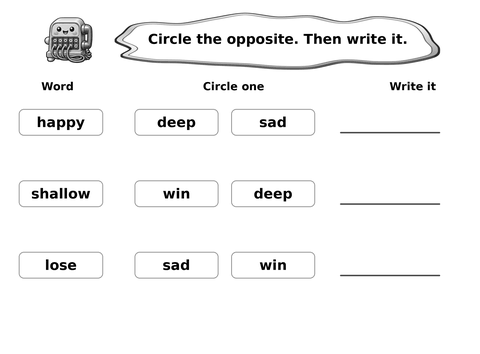 Circle the opposite. Then write it.
Word Circle one Write it
happy deep sad
shallow win deep
lose sad win